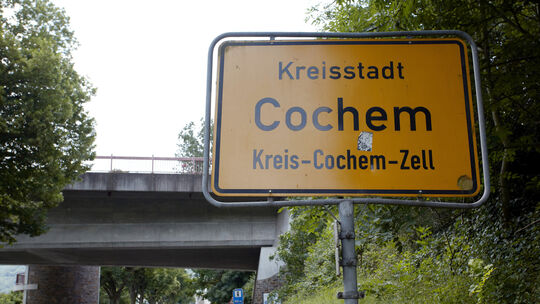 Kreisstadt
Cochem
Kreis-Cochem-Zell